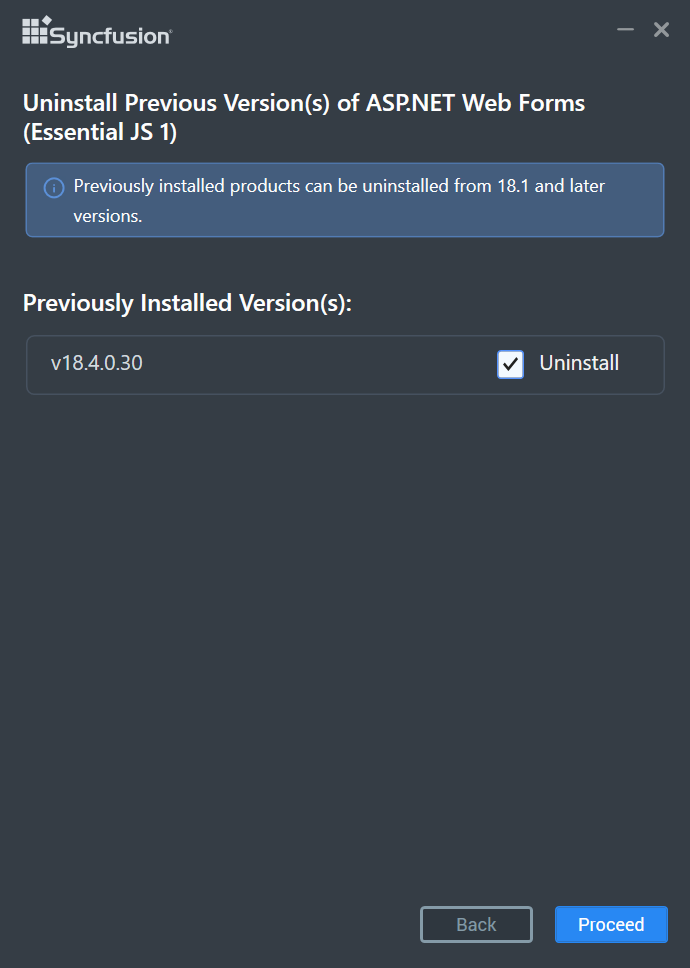 Syncfusion®
Uninstall Previous Version(s) of ASP.NET Web Forms
(Essential JS 1)
Previously installed products can be uninstalled from 18.1 and later
versions.
Previously Installed Version(s):
v18.4.0.30 Uninstall
Back Proceed